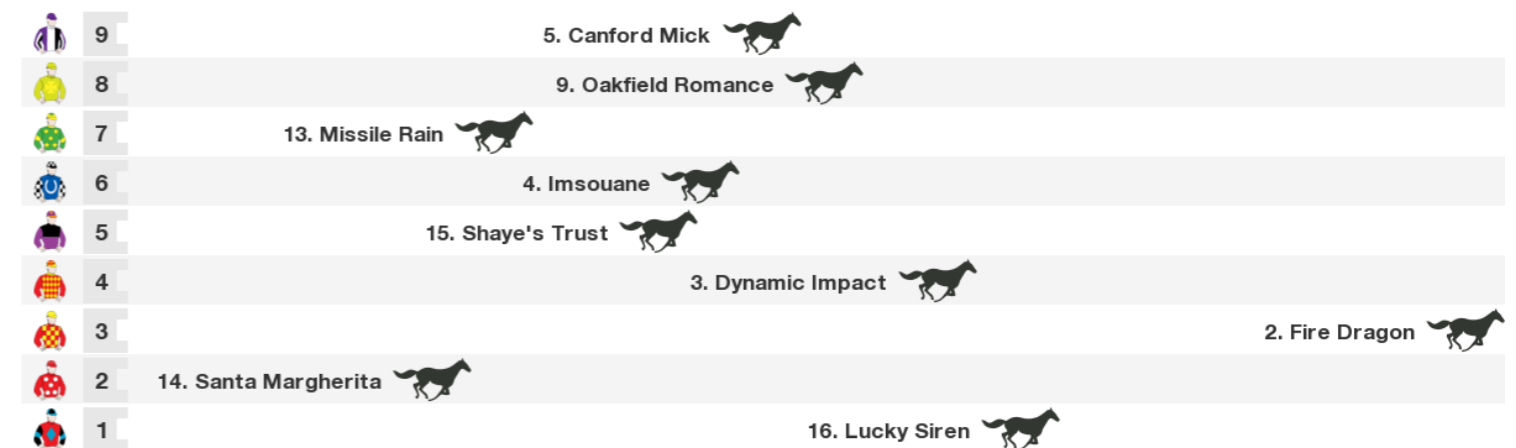 9 5. Canford Mick
8 9. Oakfield Romance
7 13. Missile Rain
6 4. Imsouane
5 15. Shaye's Trust
4 3. Dynamic Impact
3 2. Fire Dragon
2 14. Santa Margherita
1 16. Lucky Siren